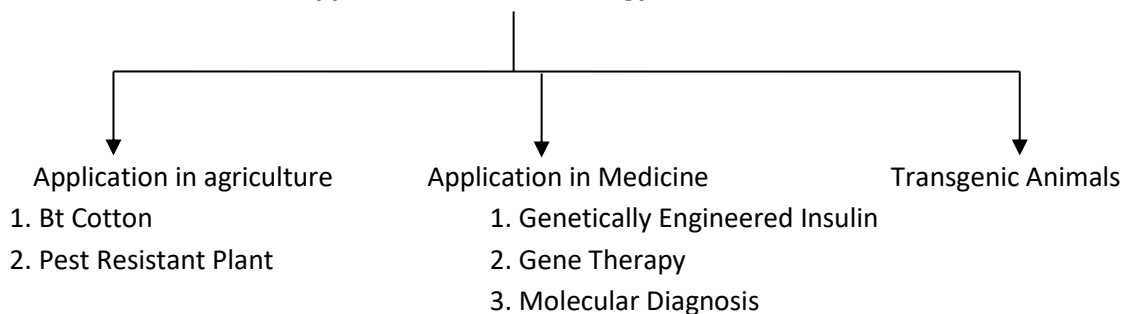 Application in agriculture
Application in Medicine
Transgenic Animals
1. Bt Cotton
1. Genetically Engineered Insulin
2. Pest Resistant Plant
2. Gene Therapy
3. Molecular Diagnosis